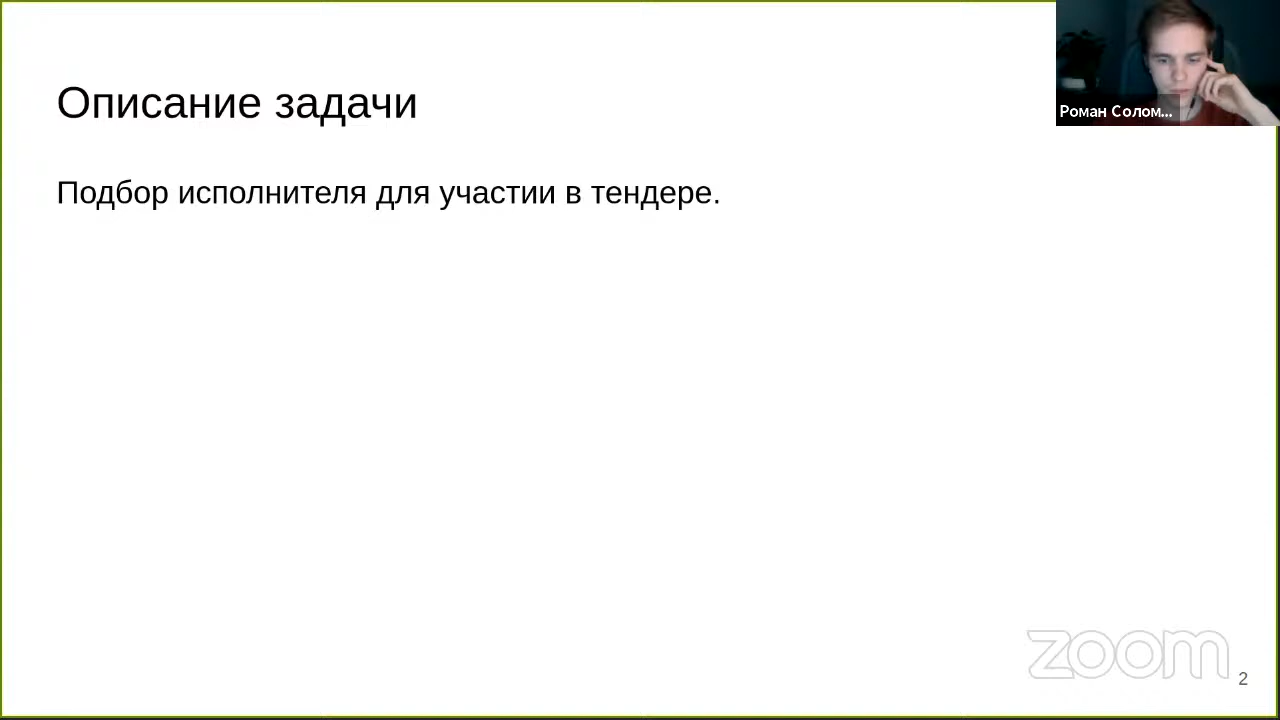 Описание задачи
Роман Солом...
Подбор исполнителя для участии в тендере.
zoom
2